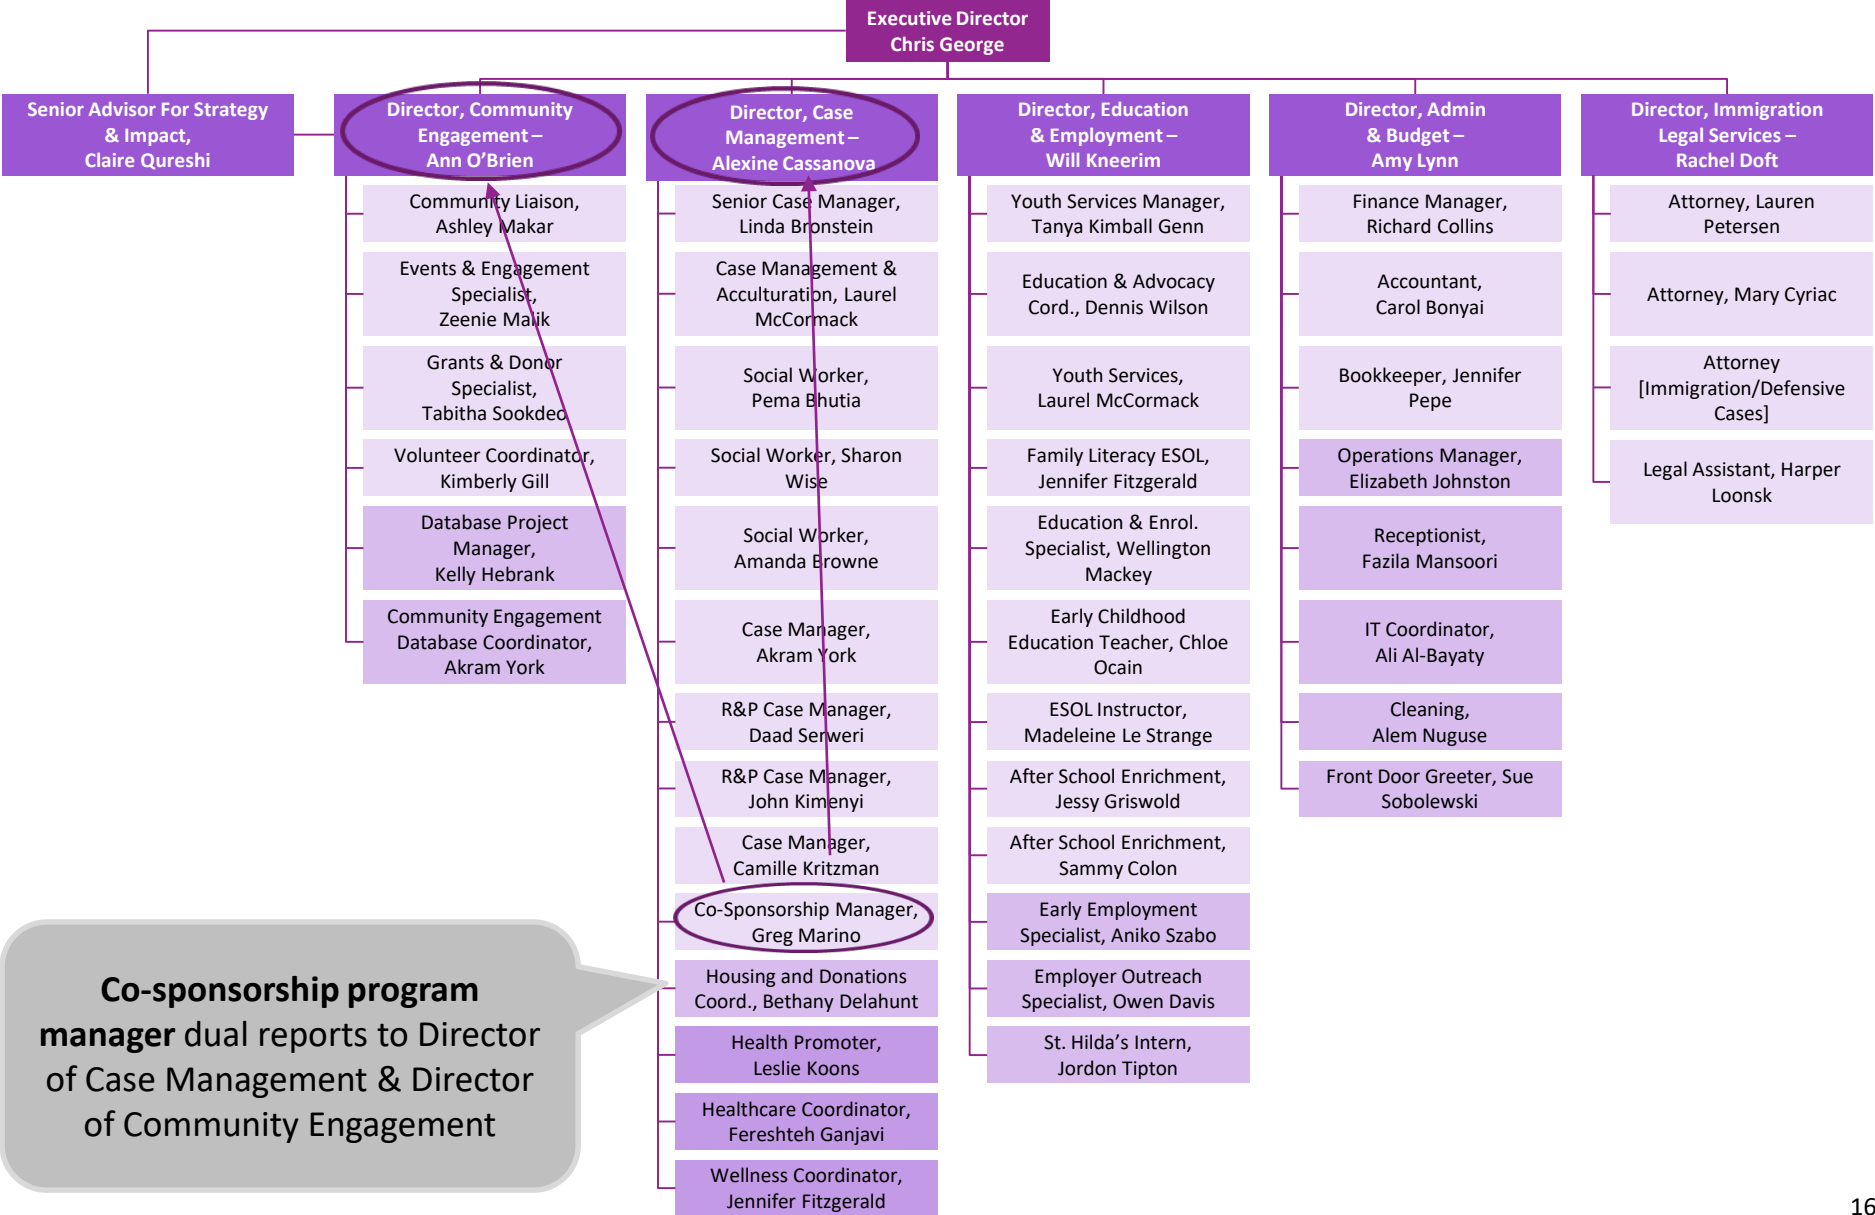 Executive Director
Chris George
Senior Advisor For Strategy
& Impact,
Claire Qureshi
Director, Community
Engagement –
Ann O’Brien
Community Liaison,
Ashley Makar
Events & Engagement
Specialist,
Zeenie Malik
Grants & Donor
Specialist,
Tabitha Sookdeo
Volunteer Coordinator,
Kimberly Gill
Database Project
Manager,
Kelly Hebrank
Community Engagement
Database Coordinator,
Akram York
Director, Case
Management –
Alexine Cassanova
Senior Case Manager,
Linda Bronstein
Case Management &
Acculturation, Laurel
McCormack
Social Worker,
Pema Bhutia
Social Worker, Sharon
Wise
Social Worker,
Amanda Browne
Case Manager,
Akram York
R&P Case Manager,
Daad Serweri
R&P Case Manager,
John Kimenyi
Case Manager,
Camille Kritzman
Co-Sponsorship Manager,
Greg Marino
Housing and Donations
Coord., Bethany Delahunt
Health Promoter,
Leslie Koons
Healthcare Coordinator,
Fereshteh Ganjavi
Wellness Coordinator,
Jennifer Fitzgerald
Director, Education
& Employment –
Will Kneerim
Youth Services Manager,
Tanya Kimball Genn
Education & Advocacy
Cord., Dennis Wilson
Youth Services,
Laurel McCormack
Family Literacy ESOL,
Jennifer Fitzgerald
Education & Enrol.
Specialist, Wellington
Mackey
Early Childhood
Education Teacher, Chloe
Ocain
ESOL Instructor,
Madeleine Le Strange
After School Enrichment,
Jessy Griswold
After School Enrichment,
Sammy Colon
Early Employment
Specialist, Aniko Szabo
Employer Outreach
Specialist, Owen Davis
St. Hilda’s Intern,
Jordon Tipton
Director, Admin
& Budget –
Amy Lynn
Finance Manager,
Richard Collins
Accountant,
Carol Bonyai
Bookkeeper, Jennifer
Pepe
Operations Manager,
Elizabeth Johnston
Receptionist,
Fazila Mansoori
IT Coordinator,
Ali Al-Bayaty
Cleaning,
Alem Nuguse
Front Door Greeter, Sue
Sobolewski
Director, Immigration
Legal Services –
Rachel Doft
Attorney, Lauren
Petersen
Attorney, Mary Cyriac
Attorney
[Immigration/Defensive
Cases]
Legal Assistant, Harper
Loonsk
Co-sponsorship program
manager dual reports to Director
of Case Management & Director
of Community Engagement
16